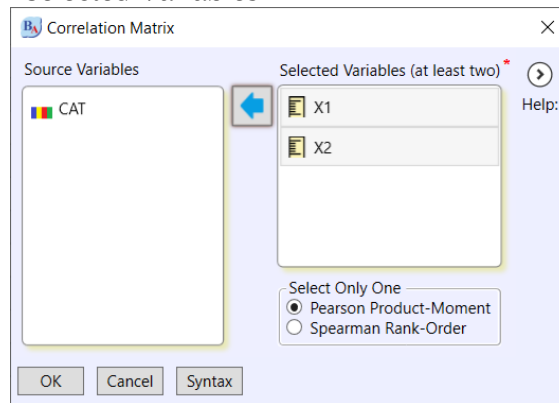 Correlation Matrix
Source Variables
CAT
Selected Variables (at least two) *
X1
X2
Help:
Select Only One
Pearson Product-Moment
Spearman Rank-Order
OK
Cancel
Syntax